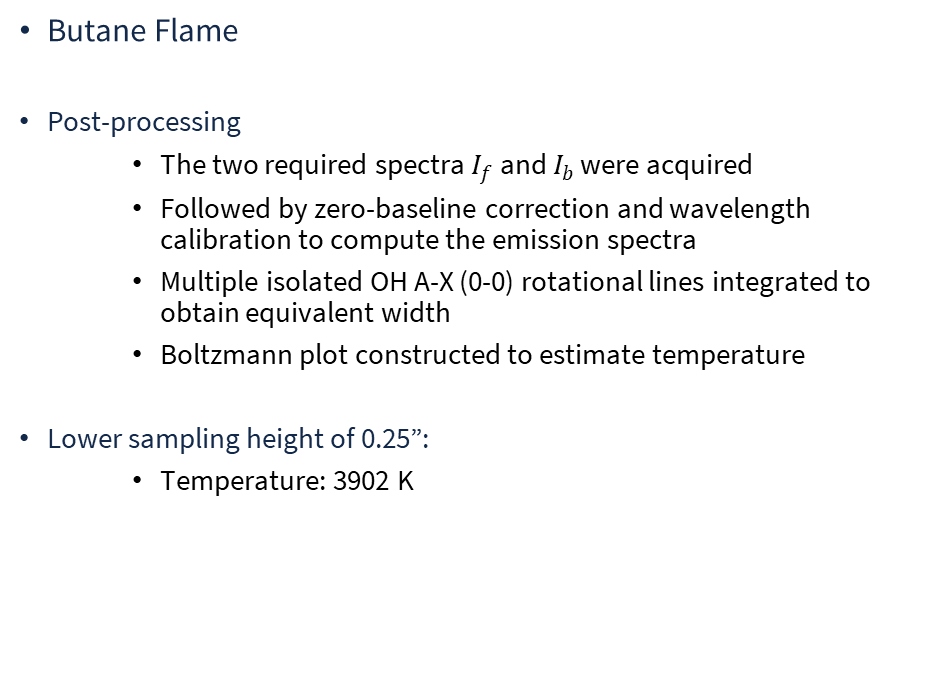 • Butane Flame
• Post-processing
• The two required spectra I_f and I_b were acquired
• Followed by zero-baseline correction and wavelength
calibration to compute the emission spectra
• Multiple isolated OH A-X (0-0) rotational lines integrated to
obtain equivalent width
• Boltzmann plot constructed to estimate temperature
• Lower sampling height of 0.25”:
• Temperature: 3902 K